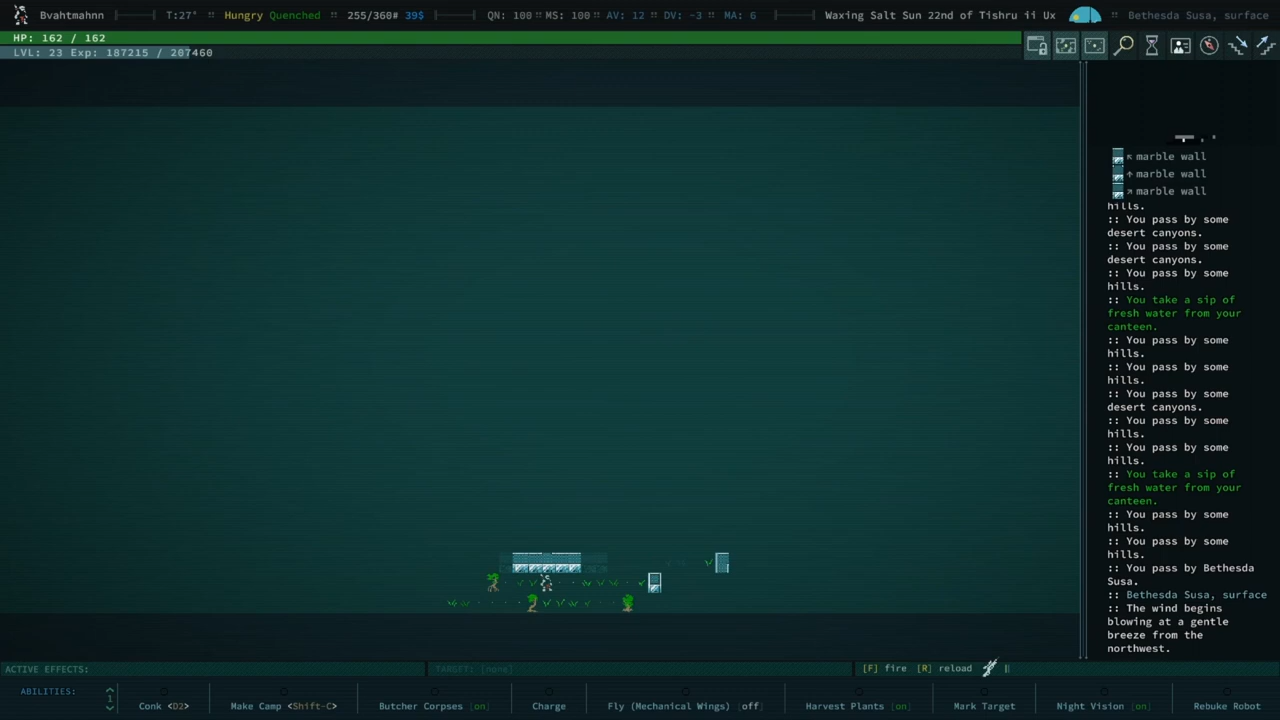 Bvahtmahnn T:27° :: Hungry Quenched :: 255/360# 39$ QN: 100 :: MS: 100 :: AV: 12 :: DV: -3 :: MA: 6 Waxing Salt Sun 22nd of Tishru ii Ux :: Bethesda Susa, surface
HP: 162 / 162
LVL: 23 Exp: 187215 / 207460
marble wall
marble wall
marble wall
hills.
:: You pass by some
desert canyons.
:: You pass by some
desert canyons.
:: You pass by some
hills.
:: You take a sip of
fresh water from your
canteen.
:: You pass by some
hills.
:: You pass by some
hills.
:: You pass by some
desert canyons.
:: You pass by some
hills.
:: You pass by some
hills.
:: You take a sip of
fresh water from your
canteen.
:: You pass by some
hills.
:: You pass by some
hills.
:: You pass by Bethesda
Susa.
:: Bethesda Susa, surface
:: The wind begins
blowing at a gentle
breeze from the
northwest.
ACTIVE EFFECTS: TARGET: [none] [F] fire [R] reload
ABILITIES: 1 Conk <D2> Make Camp <Shift-C> Butcher Corpses [on] Charge Fly (Mechanical Wings) [off] Harvest Plants [on] Mark Target Night Vision [on] Rebuke Robot